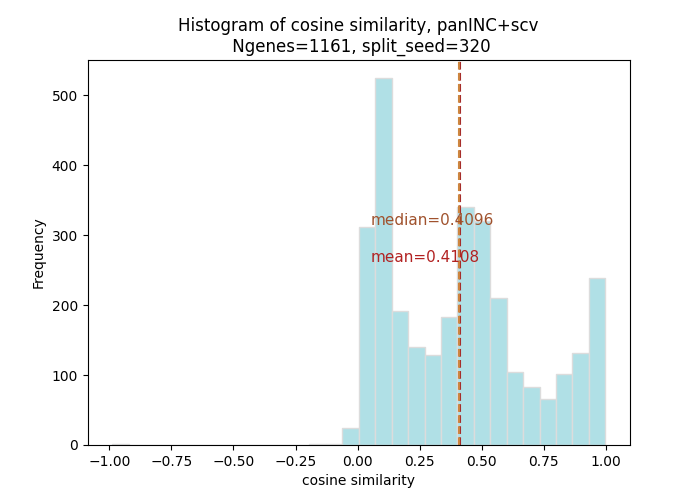 Histogram of cosine similarity, panINC+scv
Ngenes=1161, split_seed=320
500
400
300
200
100
0
Frequency
median=0.4096
mean=0.4108
−1.00
−0.75
−0.50
−0.25
0.00
0.25
0.50
0.75
1.00
cosine similarity